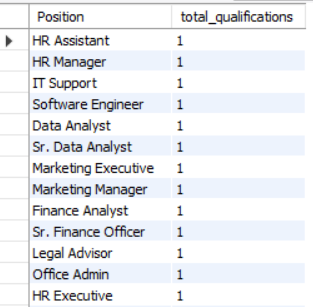 Position total_qualifications
HR Assistant 1
HR Manager 1
IT Support 1
Software Engineer 1
Data Analyst 1
Sr. Data Analyst 1
Marketing Executive 1
Marketing Manager 1
Finance Analyst 1
Sr. Finance Officer 1
Legal Advisor 1
Office Admin 1
HR Executive 1